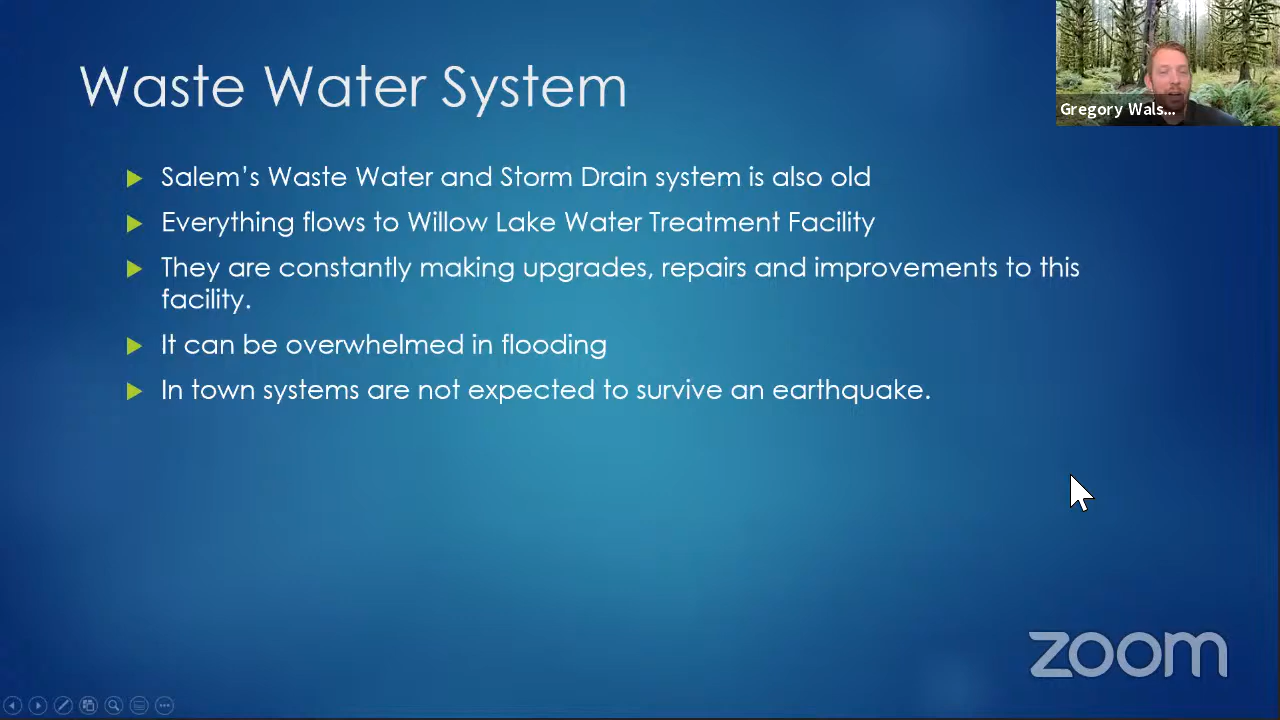 Waste Water System
Gregory Wals...
Salem's Waste Water and Storm Drain system is also old
Everything flows to Willow Lake Water Treatment Facility
They are constantly making upgrades, repairs and improvements to this
facility.
It can be overwhelmed in flooding
In town systems are not expected to survive an earthquake.
zoom